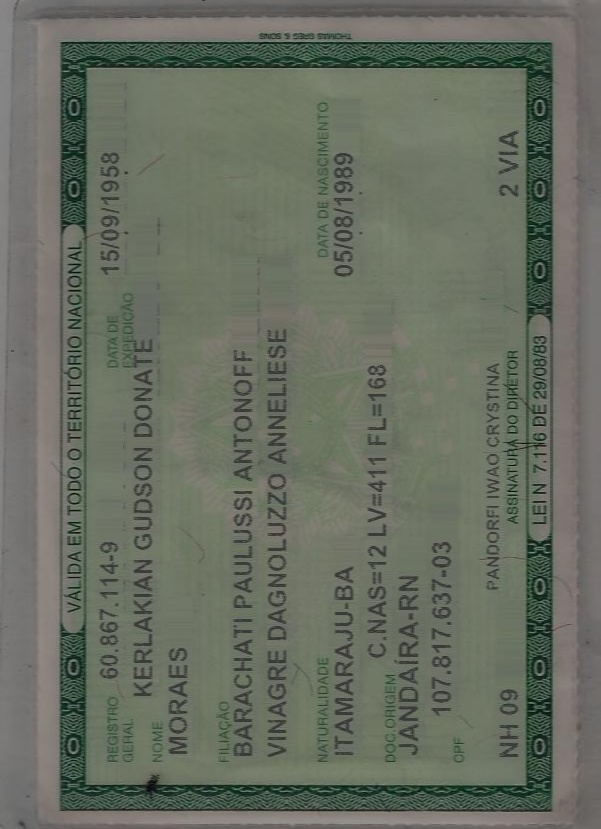 THOMAS GREG & SONS
VÁLIDA EM TODO O TERRITÓRIO NACIONAL
REGISTRO GERAL 60.867.114-9 DATA DE EXPEDIÇÃO 15/09/1958
KERLAKIAN GUDSON DONATE
NOME
MORAES
FILIAÇÃO
BARACHATI PAULUSSI ANTONOFF
VINAGRE DAGNOLUZZO ANNELIESE
NATURALIDADE DATA DE NASCIMENTO
ITAMARAJU-BA 05/08/1989
DOC. ORIGEM C.NAS=12 LV=411 FL=168
JANDAÍRA-RN
CPF 107.817.637-03
PANDORFI IWAO CRYSTINA
NH 09 ASSINATURA DO DIRETOR 2 VIA
LEI N 7.116 DE 29/08/83